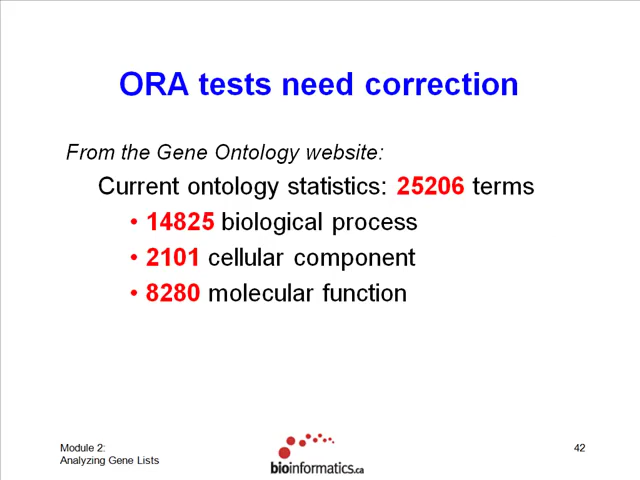 ORA tests need correction
From the Gene Ontology website:
Current ontology statistics: 25206 terms
• 14825 biological process
• 2101 cellular component
• 8280 molecular function
Module 2:
Analyzing Gene Lists
bioinformatics.ca
42